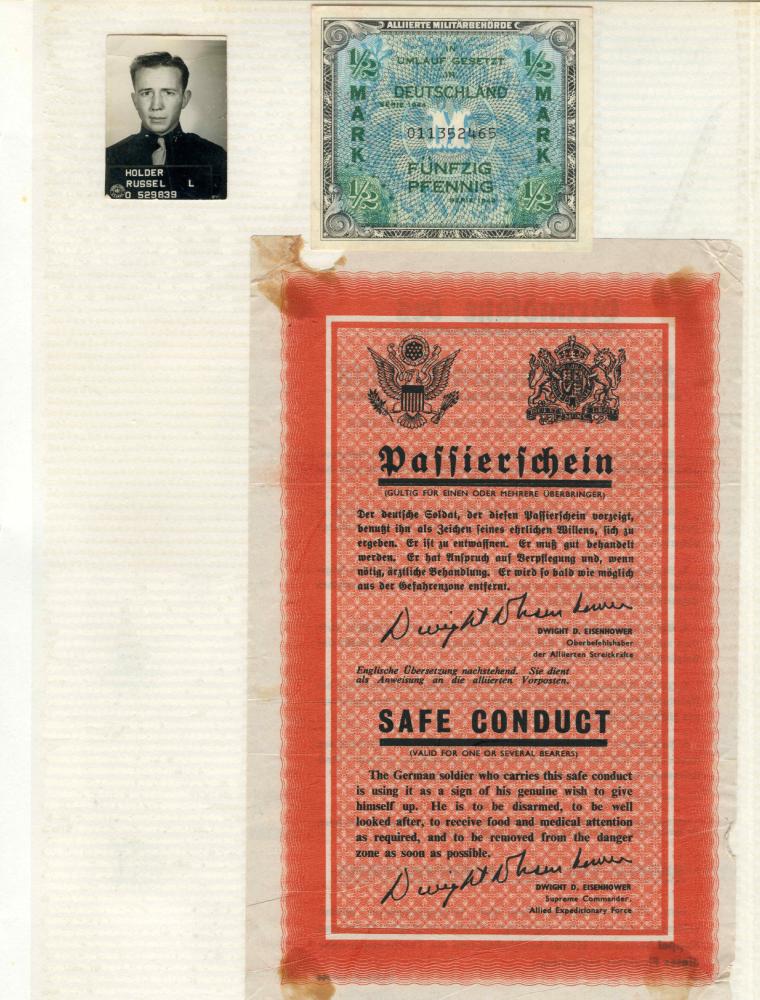 HOLDER
RUSSEL L
O 529839
ALLIIERTE MILITÄRBEHÖRDE
IN
UMLAUF GESETZT
IN
DEUTSCHLAND
SERIE 1944
011352465
M
FÜNFZIG
PFENNIG
SERIE 1944
1/2
MARK
1/2
1/2
MARK
1/2
Passierschein
(GÜLTIG FÜR EINEN ODER MEHRERE ÜBERBRINGER)
Der deutsche Soldat, der diesen Passierschein vorzeigt,
benutzt ihn als Zeichen seines ehrlichen Willens, sich zu
ergeben. Er ist zu entwaffnen. Er muß gut behandelt
werden. Er hat Anspruch auf Verpflegung und, wenn
nötig, ärztliche Behandlung. Er wird so bald wie möglich
aus der Gefahrenzone entfernt.
Dwight D Eisenhower
DWIGHT D. EISENHOWER
Oberbefehlshaber
der Alliierten Streitkräfte
Englische Übersetzung nachstehend. Sie dient
als Anweisung an die alliierten Vorposten.
SAFE CONDUCT
(VALID FOR ONE OR SEVERAL BEARERS)
The German soldier who carries this safe conduct
is using it as a sign of his genuine wish to give
himself up. He is to be disarmed, to be well
looked after, to receive food and medical attention
as required, and to be removed from the danger
zone as soon as possible.
Dwight D Eisenhower
DWIGHT D. EISENHOWER
Supreme Commander,
Allied Expeditionary Force